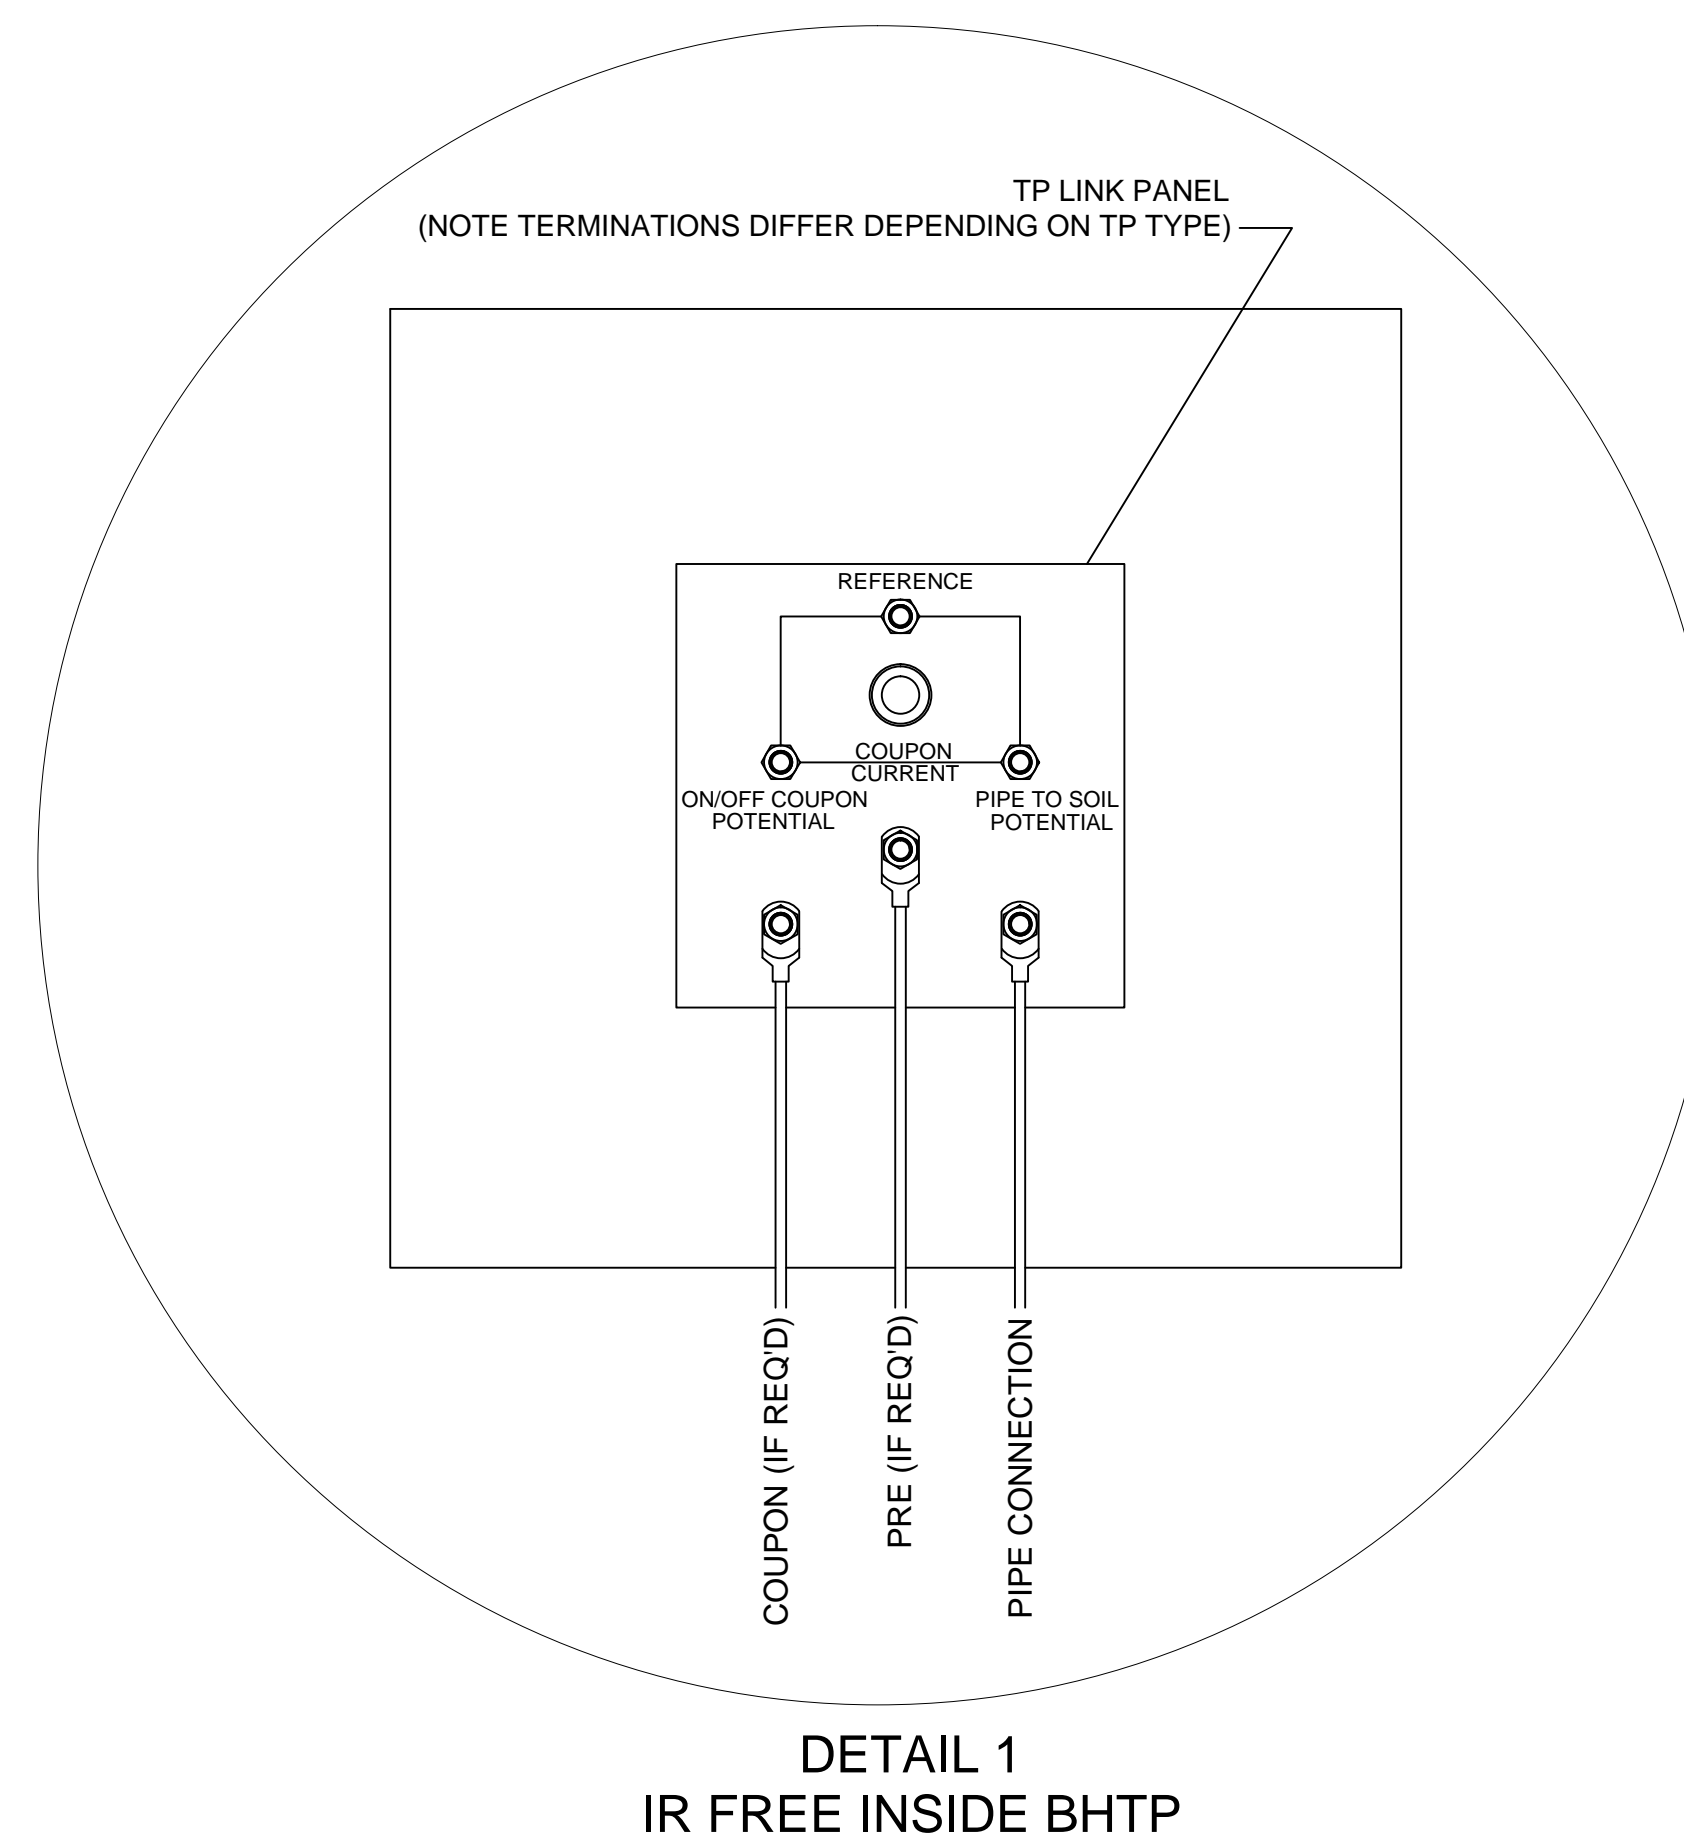 TP LINK PANEL
(NOTE TERMINATIONS DIFFER DEPENDING ON TP TYPE)
REFERENCE
COUPON
CURRENT
ON/OFF COUPON
POTENTIAL
PIPE TO SOIL
POTENTIAL
COUPON (IF REQ'D)
PRE (IF REQ'D)
PIPE CONNECTION
DETAIL 1
IR FREE INSIDE BHTP